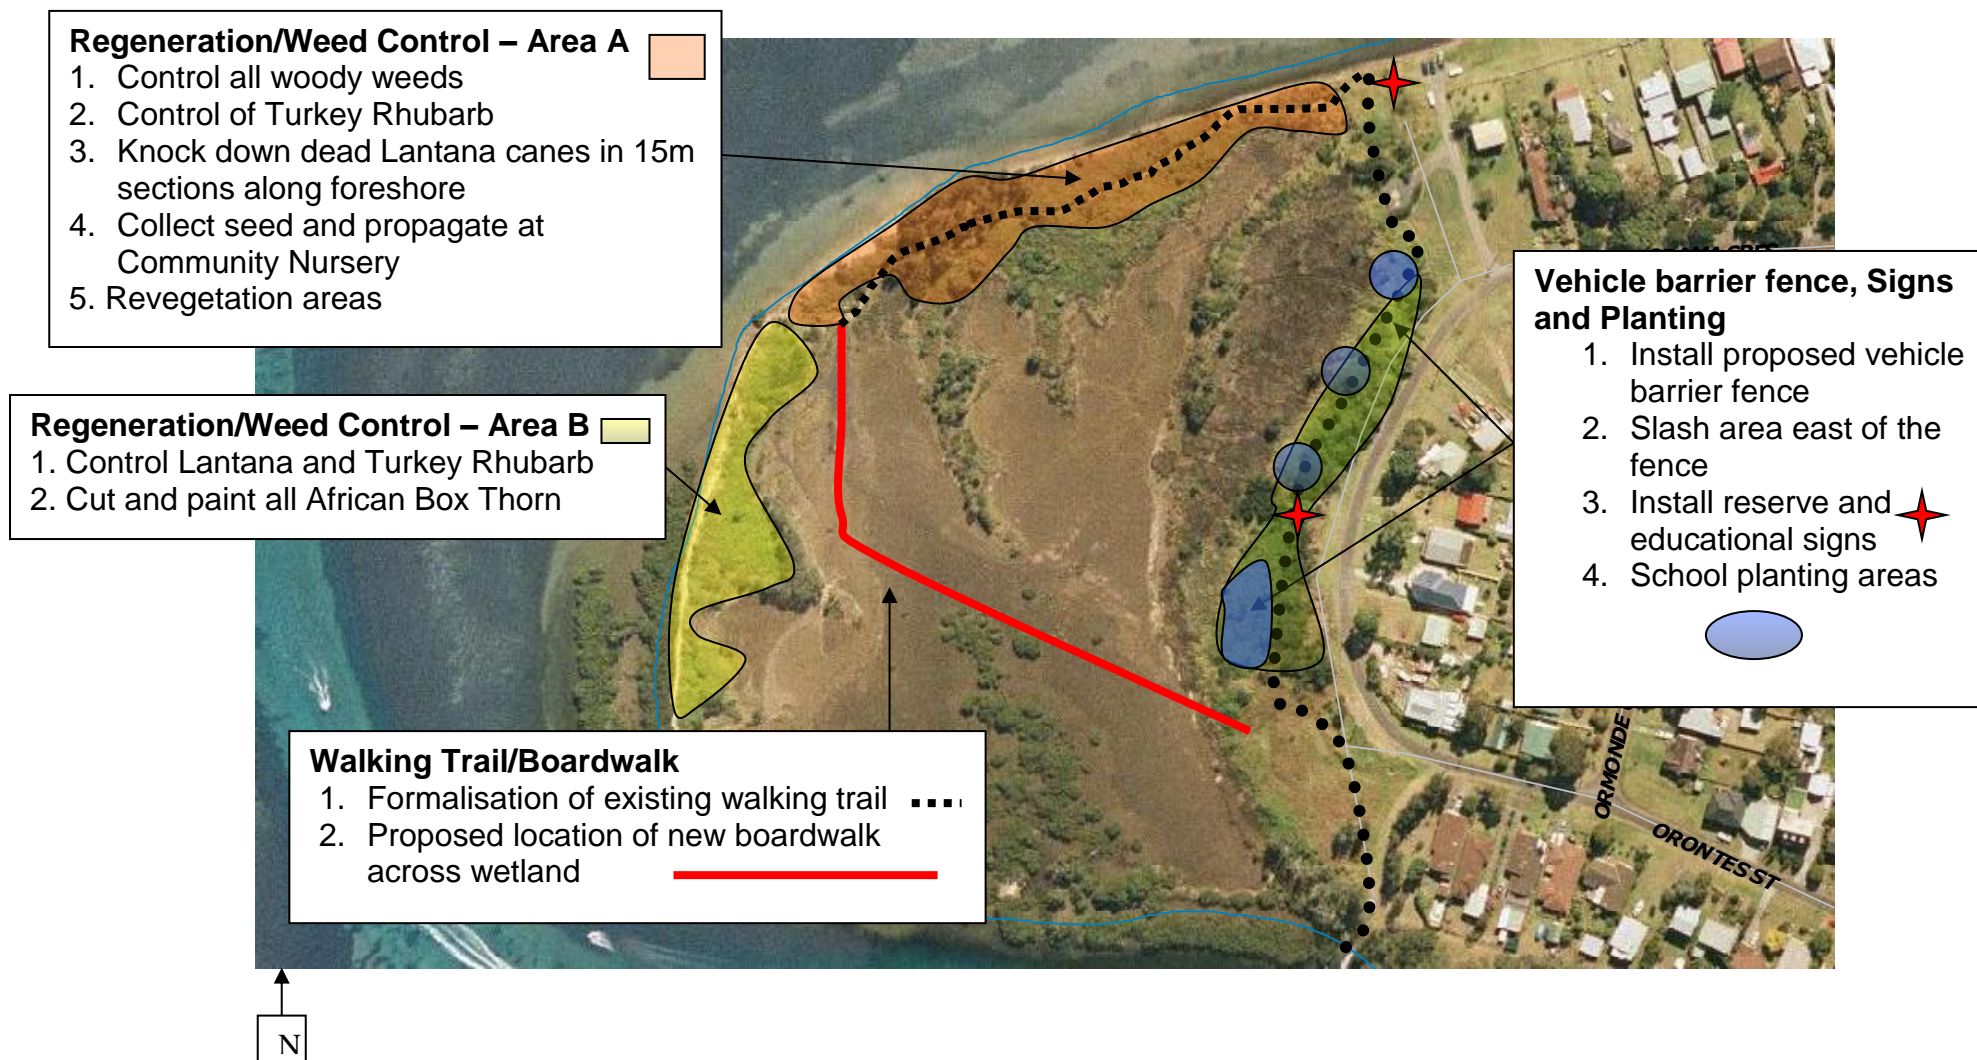 Regeneration/Weed Control – Area A
1. Control all woody weeds
2. Control of Turkey Rhubarb
3. Knock down dead Lantana canes in 15m
sections along foreshore
4. Collect seed and propagate at
Community Nursery
5. Revegetation areas
Regeneration/Weed Control – Area B
1. Control Lantana and Turkey Rhubarb
2. Cut and paint all African Box Thorn
Vehicle barrier fence, Signs
and Planting
1. Install proposed vehicle
barrier fence
2. Slash area east of the
fence
3. Install reserve and
educational signs
4. School planting areas
Walking Trail/Boardwalk
1. Formalisation of existing walking trail
2. Proposed location of new boardwalk
across wetland
ORMONDE
ORONTES ST
N